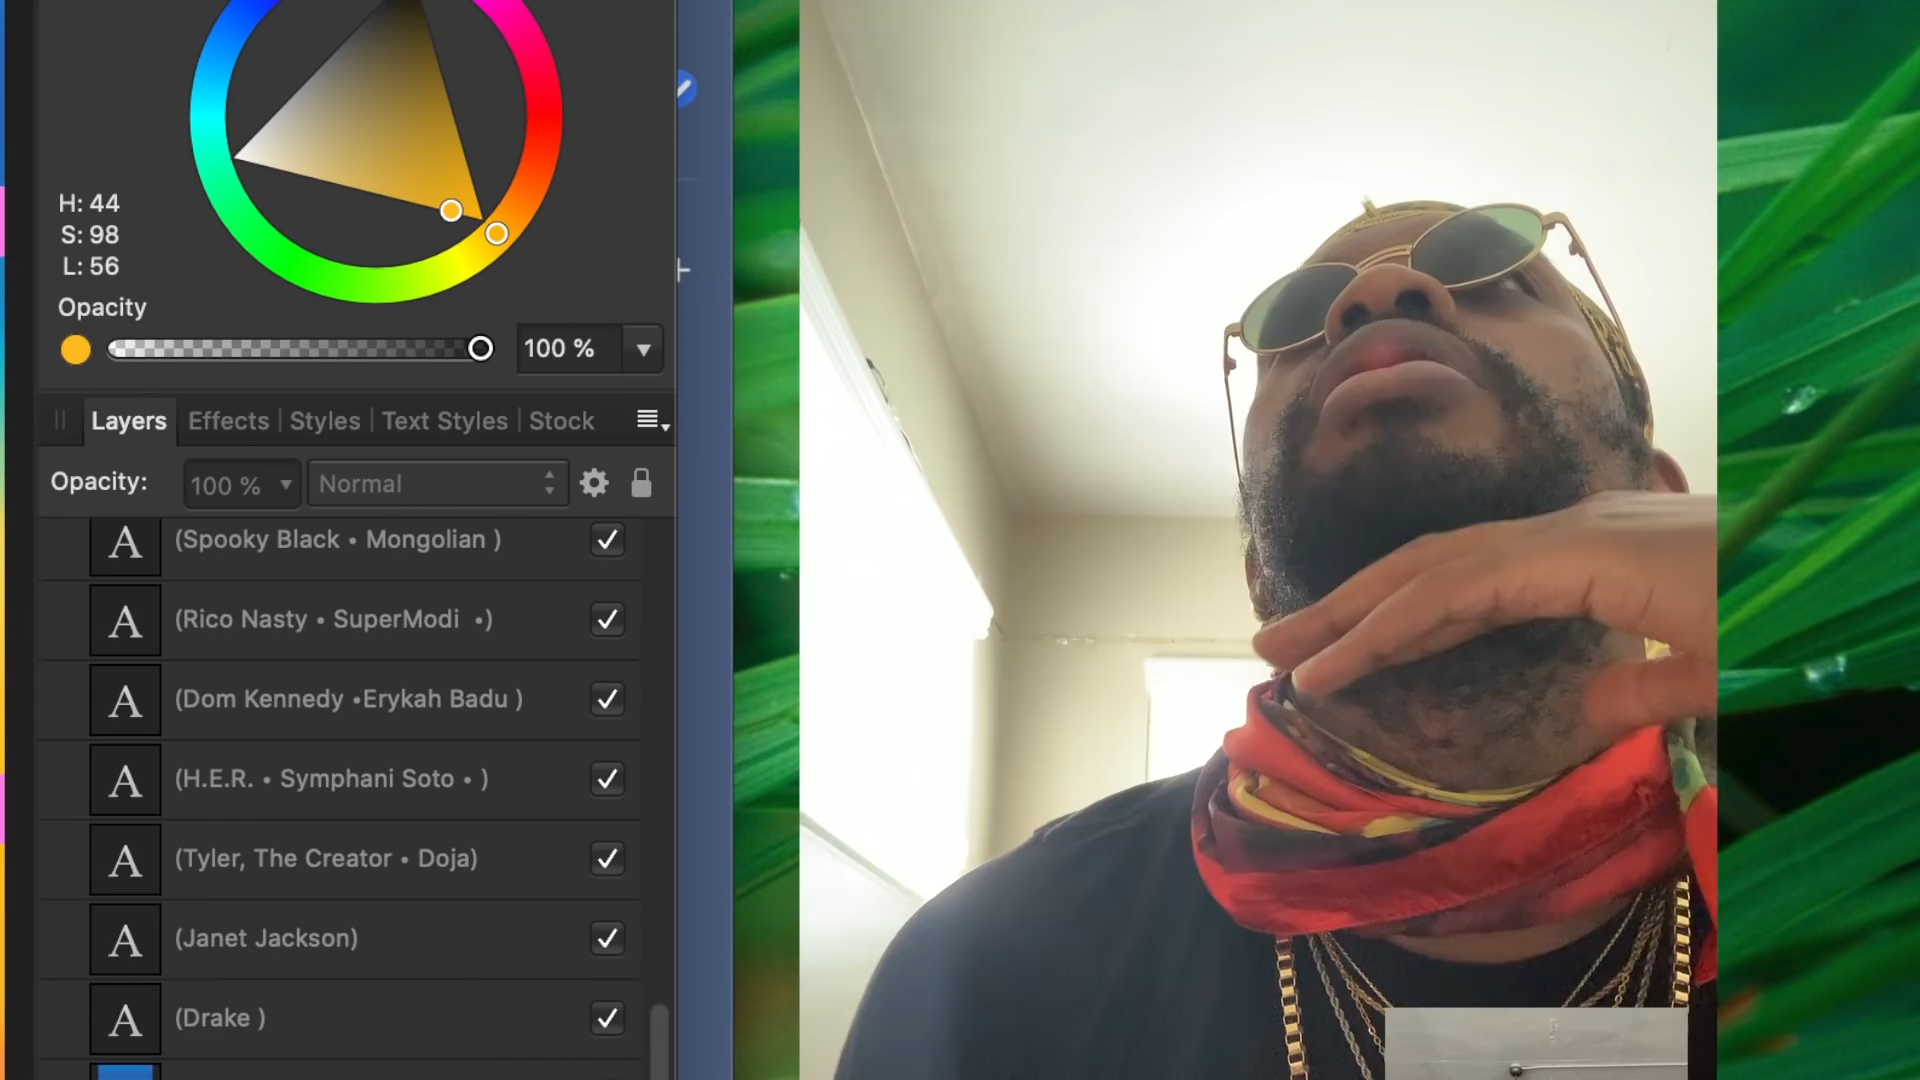 H: 44
S: 98
L: 56
Opacity
100 %
Layers Effects Styles Text Styles Stock
Opacity: 100 % Normal
A (Spooky Black • Mongolian )
A (Rico Nasty • SuperModi •)
A (Dom Kennedy •Erykah Badu )
A (H.E.R. • Symphani Soto • )
A (Tyler, The Creator • Doja)
A (Janet Jackson)
A (Drake )